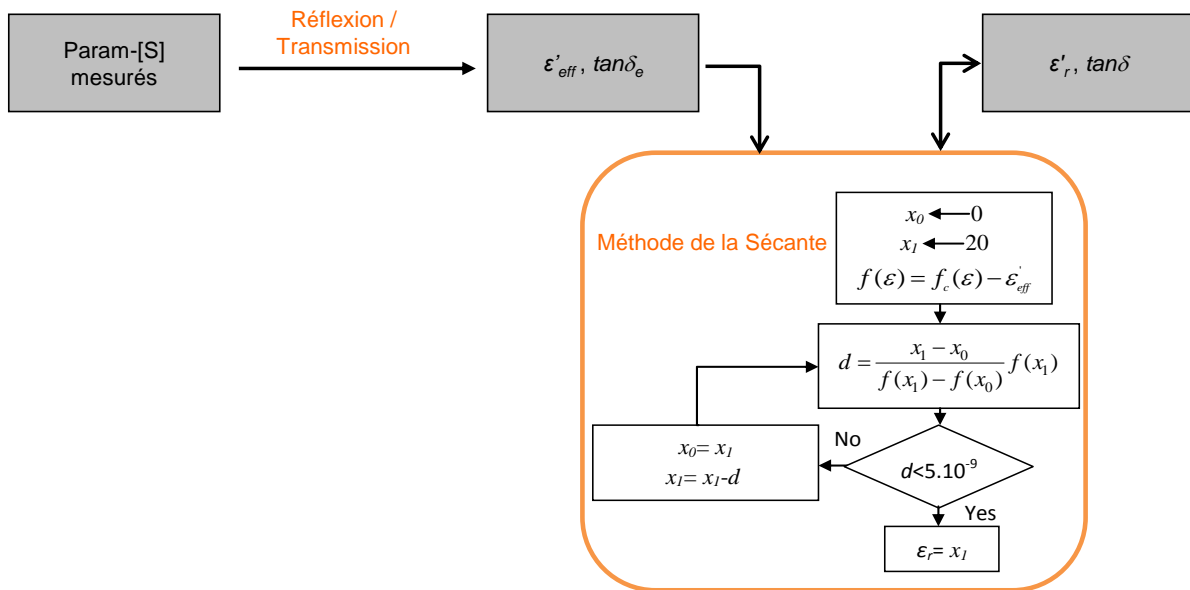 Param-[S]
mesurés
Réflexion /
Transmission
ε'eff , tanδe
ε'r , tanδ
Méthode de la Sécante
x0 ← 0
x1 ← 20
f(ε) = fc(ε) − ε'eff
d = (x1 − x0) / (f(x1) − f(x0)) f(x1)
No
x0= x1
x1= x1-d
d<5.10-9
Yes
εr= x1